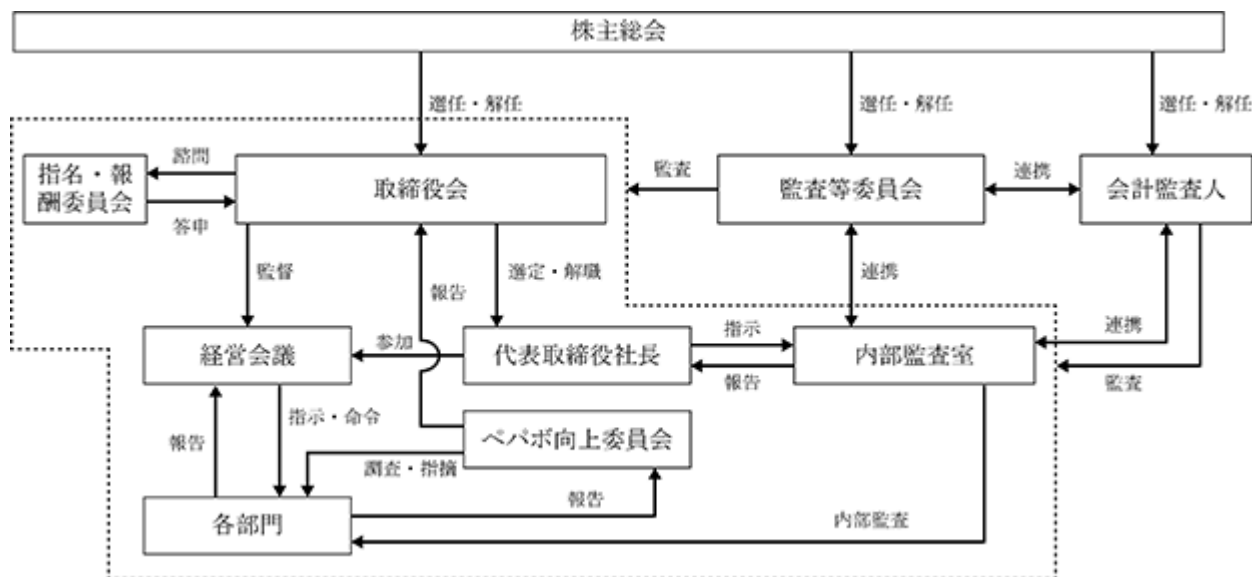 株主総会
選任・解任
選任・解任
選任・解任
指名・報
酬委員会
諮問
答申
取締役会
監査
監査等委員会
連携
会計監査人
監督
報告
選定・解職
連携
経営会議
参加
代表取締役社長
指示
報告
内部監査室
連携
監査
報告
指示・命令
ペパボ向上委員会
調査・指摘
報告
各部門
内部監査